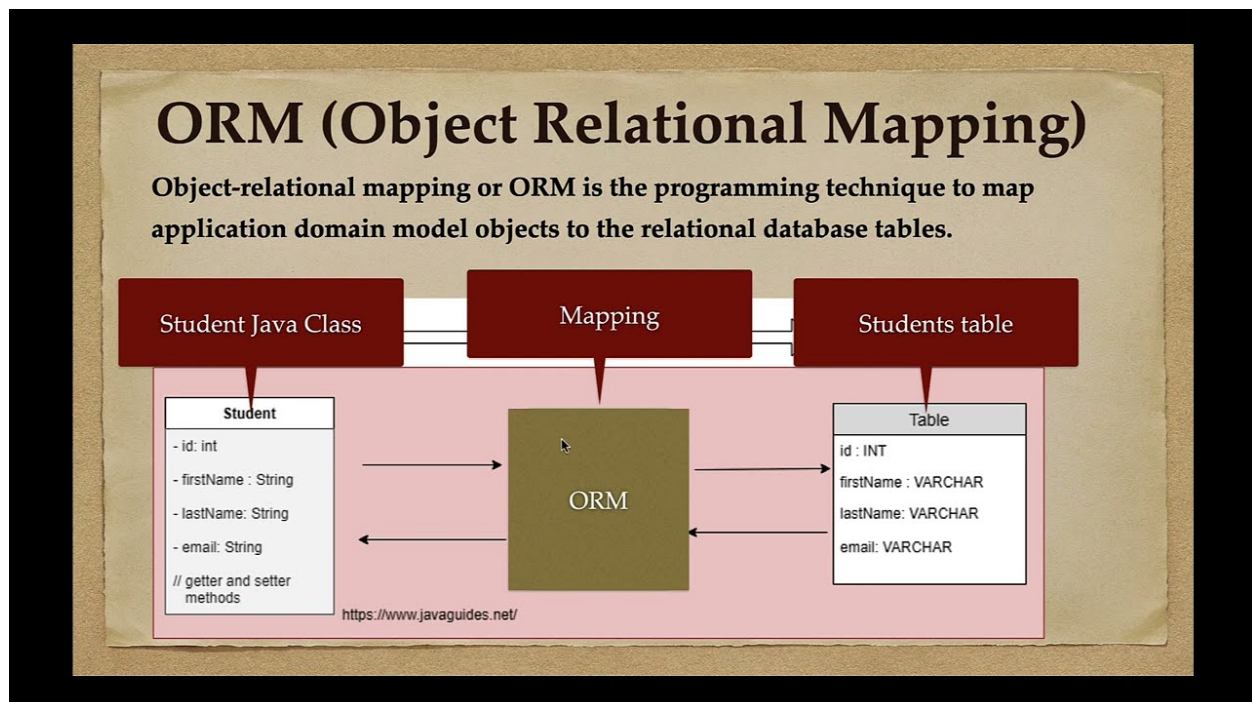 ORM (Object Relational Mapping)
Object-relational mapping or ORM is the programming technique to map
application domain model objects to the relational database tables.
Student Java Class
Mapping
Students table
Student
- id: int
- firstName : String
- lastName: String
- email: String
// getter and setter
methods
ORM
Table
id : INT
firstName : VARCHAR
lastName: VARCHAR
email: VARCHAR
https://www.javaguides.net/